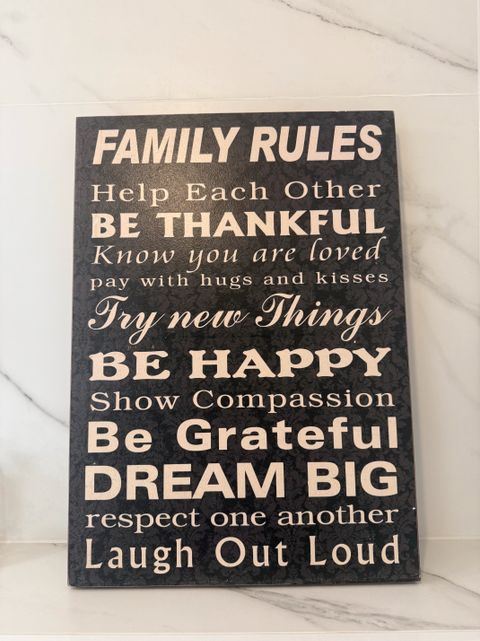 FAMILY RULES
Help Each Other
BE THANKFUL
Know you are loved
pay with hugs and kisses
Try new Things
BE HAPPY
Show Compassion
Be Grateful
DREAM BIG
respect one another
Laugh Out Loud